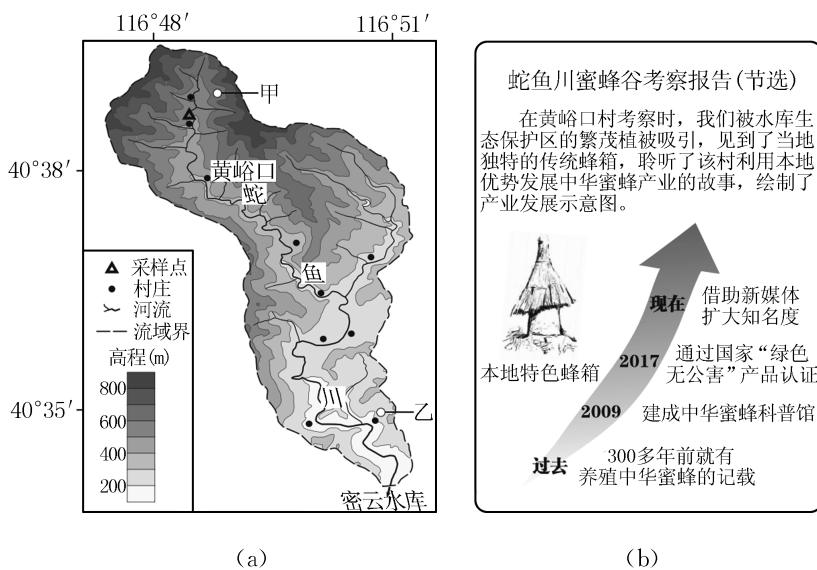 116°48′
116°51′
甲
40°38′
黄峪口
蛇
鱼
采样点
村庄
河流
流域界
高程(m)
800
600
400
200
40°35′
川
乙
密云水库
(a)
蛇鱼川蜜蜂谷考察报告(节选)
在黄峪口村考察时，我们被水库生
态保护区的繁茂植被吸引，见到了当地
独特的传统蜂箱，聆听了该村利用本地
优势发展中华蜜蜂产业的故事，绘制了
产业发展示意图。
现在
借助新媒体
扩大知名度
本地特色蜂箱
2017
通过国家“绿色
无公害”产品认证
2009
建成中华蜜蜂科普馆
过去
300多年前就有
养殖中华蜜蜂的记载
(b)